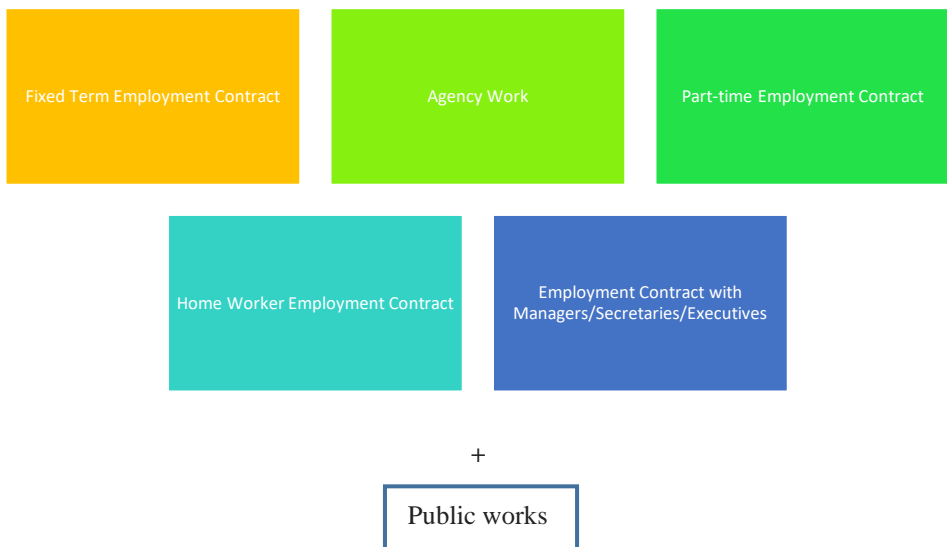 Fixed Term Employment Contract
Agency Work
Part-time Employment Contract
Home Worker Employment Contract
Employment Contract with
Managers/Secretaries/Executives
+
Public works